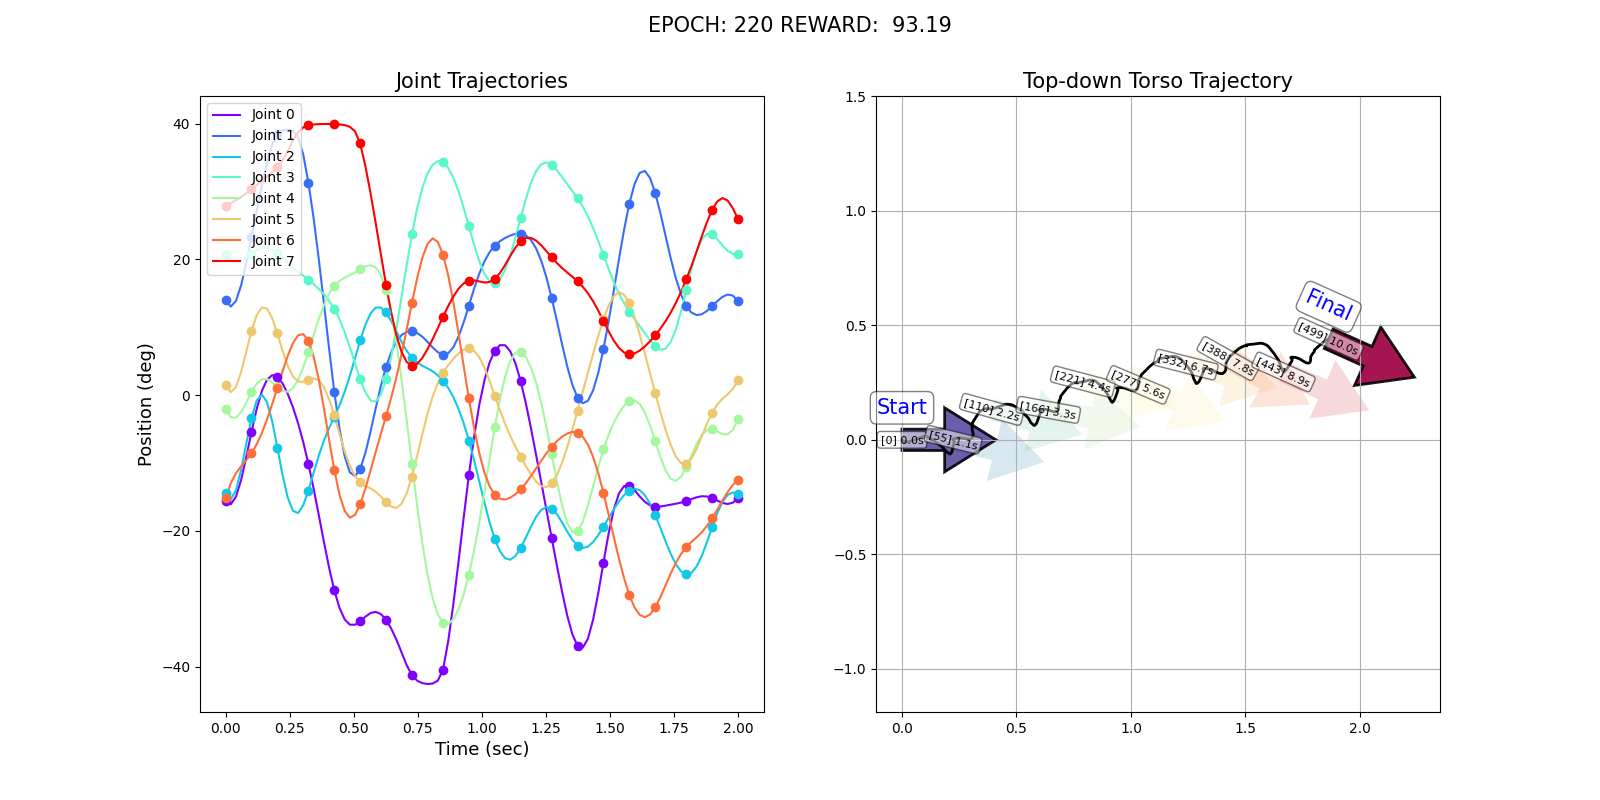 EPOCH: 220 REWARD:  93.19
Joint Trajectories
Position (deg)
40
20
0
−20
−40
Joint 0
Joint 1
Joint 2
Joint 3
Joint 4
Joint 5
Joint 6
Joint 7
0.00 0.25 0.50 0.75 1.00 1.25 1.50 1.75 2.00
Time (sec)
Top-down Torso Trajectory
1.5
1.0
0.5
0.0
−0.5
−1.0
Start
Final
[0] 0.0s
[55] 1.1s
[110] 2.2s
[166] 3.3s
[221] 4.4s
[277] 5.6s
[332] 6.7s
[388] 7.8s
[443] 8.9s
[499] 10.0s
0.0 0.5 1.0 1.5 2.0